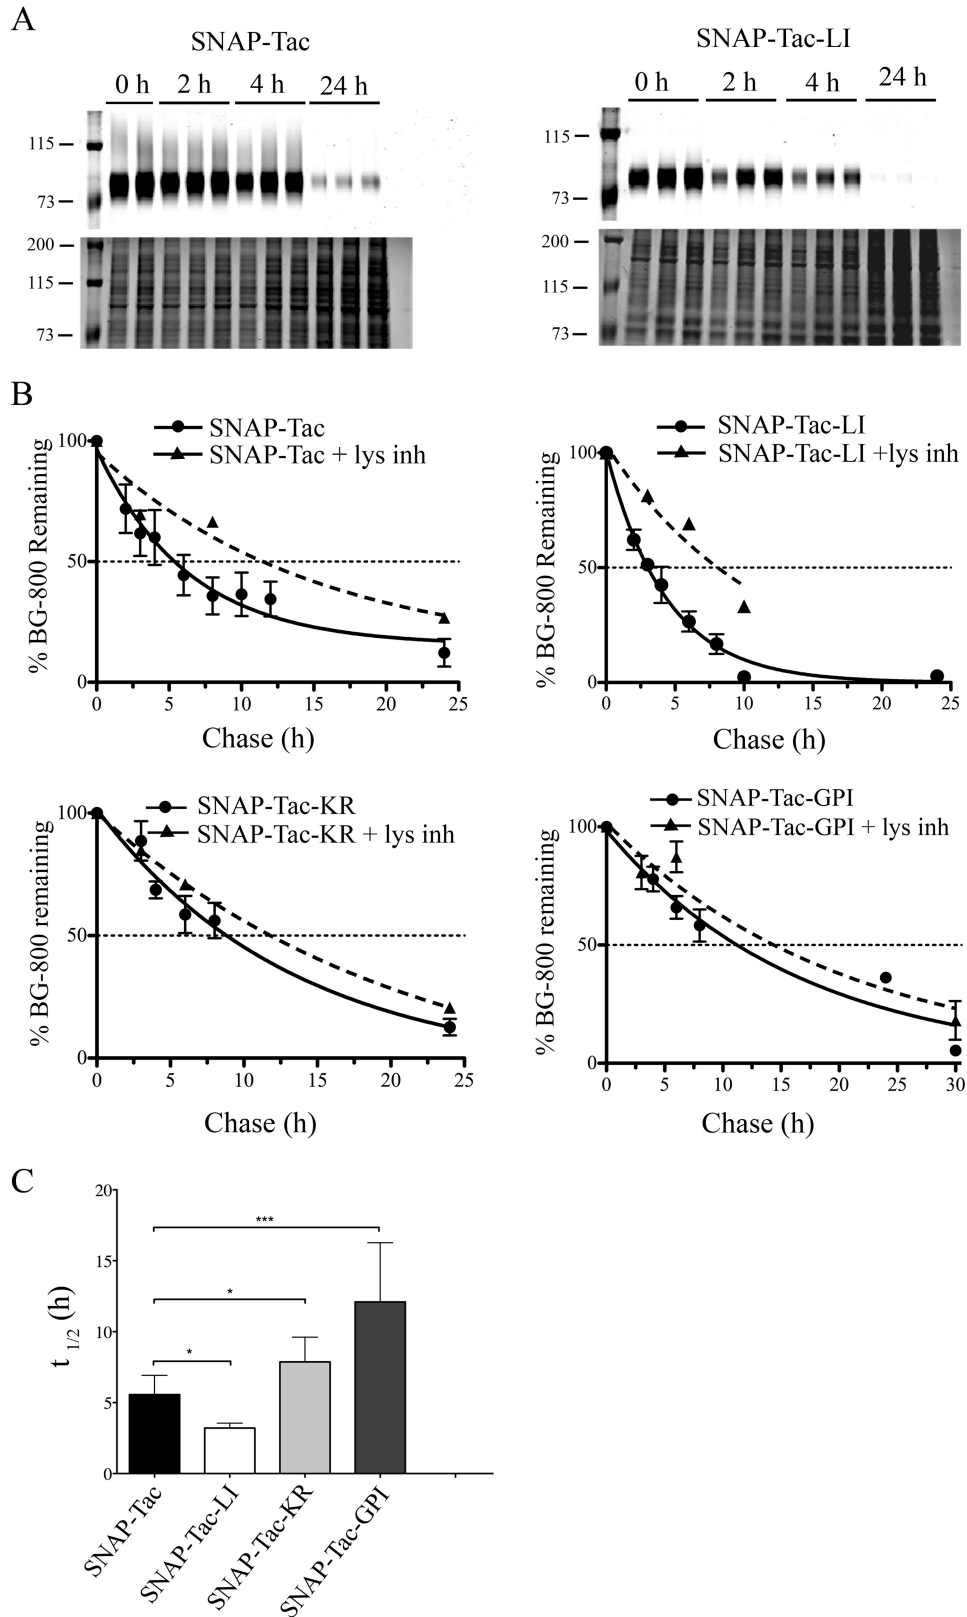 A
SNAP-Tac
0 h 2 h 4 h 24 h
115
73
200
115
73
SNAP-Tac-LI
0 h 2 h 4 h 24 h
115
73
200
115
73
B
SNAP-Tac
SNAP-Tac + lys inh
% BG-800 Remaining
100
50
0
0 5 10 15 20 25
Chase (h)
SNAP-Tac-LI
SNAP-Tac-LI +lys inh
% BG-800 Remaining
100
50
0
0 5 10 15 20 25
Chase (h)
SNAP-Tac-KR
SNAP-Tac-KR + lys inh
% BG-800 remaining
100
50
0
0 5 10 15 20 25
Chase (h)
SNAP-Tac-GPI
SNAP-Tac-GPI + lys inh
% BG-800 remaining
100
50
0
0 5 10 15 20 25 30
Chase (h)
C
t 1/2 (h)
20
15
10
5
0
***
*
*
SNAP-Tac
SNAP-Tac-LI
SNAP-Tac-KR
SNAP-Tac-GPI